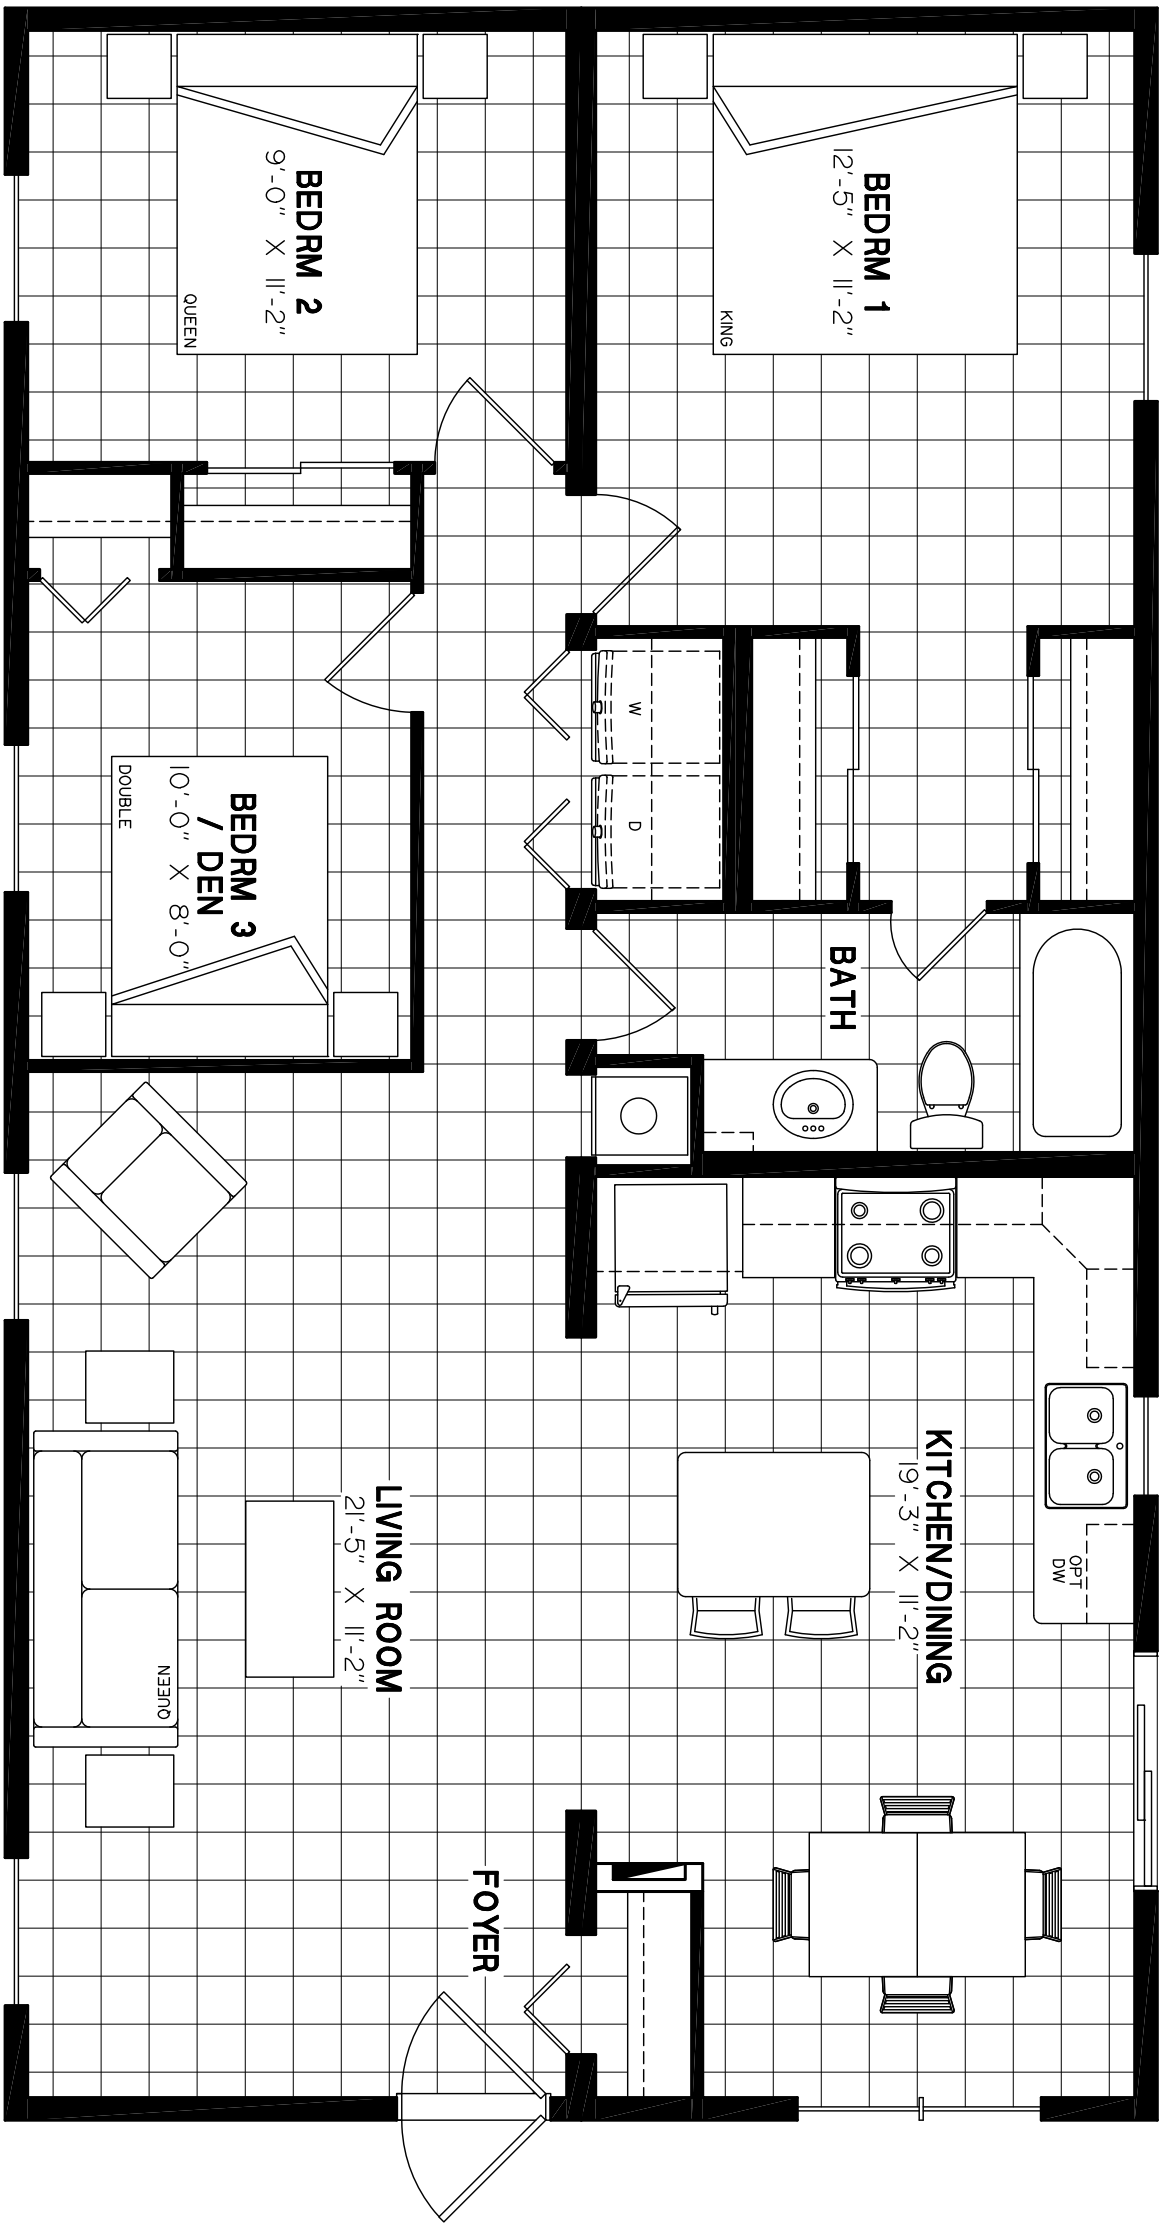 BEDRM 1
12'-5" X 11'-2"
KING
BEDRM 2
9'-0" X 11'-2"
QUEEN
W
D
BEDRM 3
/ DEN
10'-0" X 8'-0"
DOUBLE
BATH
KITCHEN/DINING
19'-3" X 11'-2"
OPT
DW
LIVING ROOM
21'-5" X 11'-2"
QUEEN
FOYER